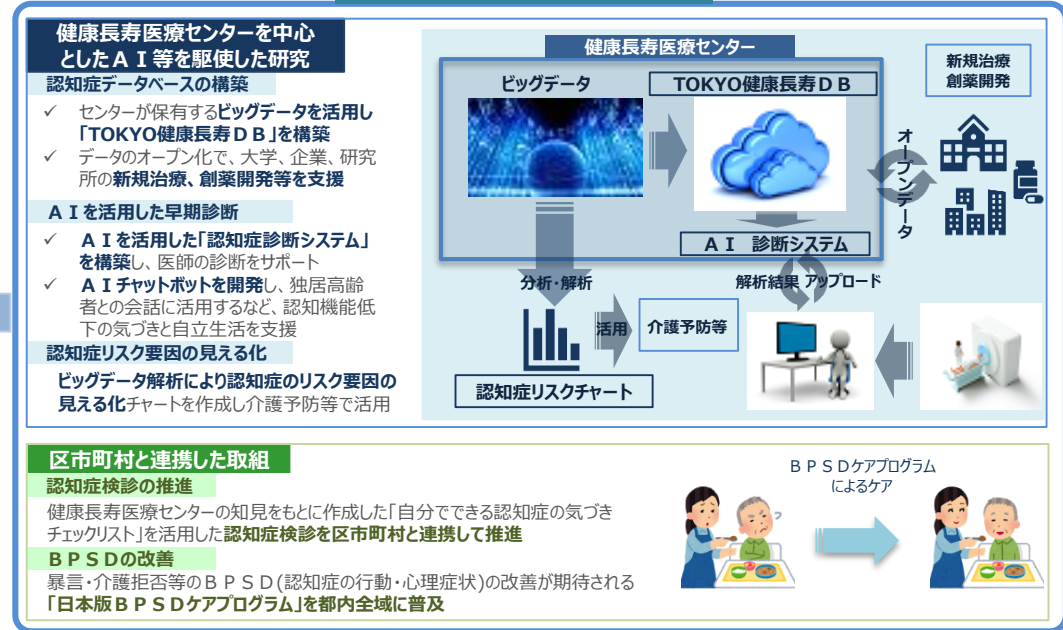 健康長寿医療センターを中心
としたＡＩ等を駆使した研究
認知症データベースの構築
✓ センターが保有するビッグデータを活用し
「TOKYO健康長寿ＤＢ」を構築
✓ データのオープン化で、大学、企業、研究
所の新規治療、創薬開発等を支援
ＡＩを活用した早期診断
✓ ＡＩを活用した「認知症診断システム」
を構築し、医師の診断をサポート
✓ ＡＩチャットボットを開発し、独居高齢
者との会話に活用するなど、認知機能低
下の気づきと自立生活を支援
認知症リスク要因の見える化
ビッグデータ解析により認知症のリスク要因の
見える化チャートを作成し介護予防等で活用
健康長寿医療センター
ビッグデータ
TOKYO健康長寿ＤＢ
ＡＩ 診断システム
新規治療
創薬開発
オープンデータ
分析・解析
解析結果 アップロード
活用
介護予防等
認知症リスクチャート
区市町村と連携した取組
認知症検診の推進
健康長寿医療センターの知見をもとに作成した「自分でできる認知症の気づき
チェックリスト」を活用した認知症検診を区市町村と連携して推進
ＢＰＳＤの改善
暴言・介護拒否等のＢＰＳＤ(認知症の行動・心理症状)の改善が期待される
「日本版ＢＰＳＤケアプログラム」を都内全域に普及
ＢＰＳＤケアプログラム
によるケア